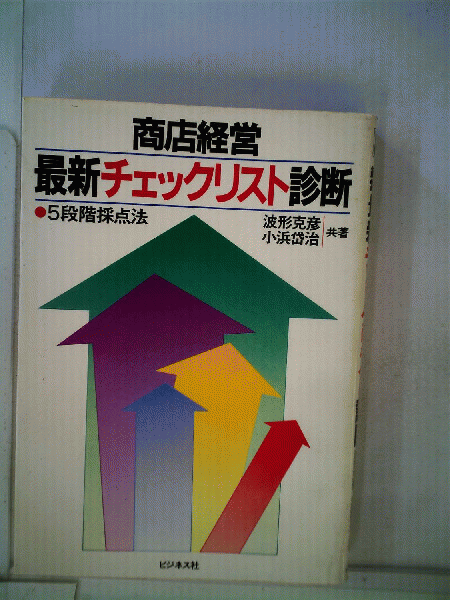 商店経営
最新チェックリスト診断
●5段階採点法
波形克彦
小浜岱治
共著
ビジネス社